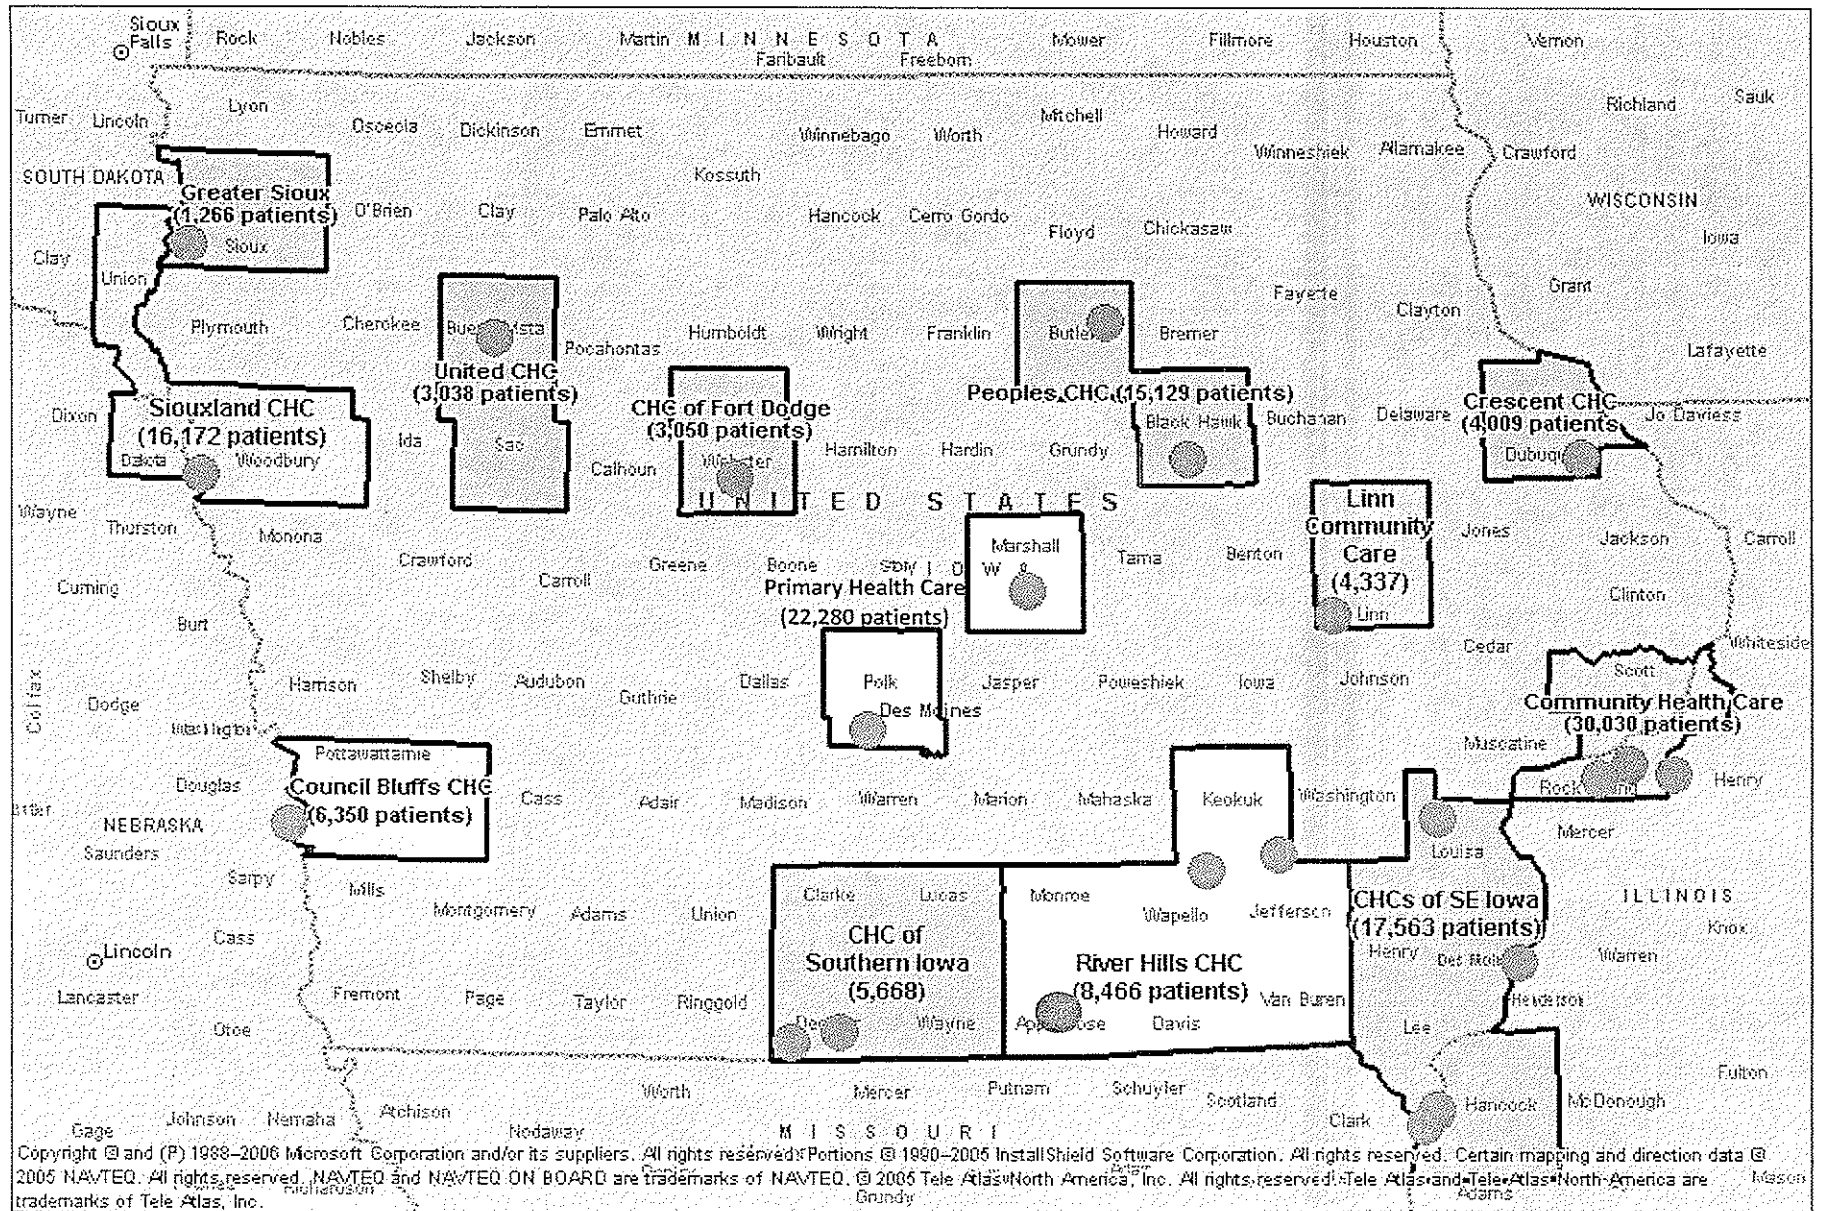 Sioux
Falls
Rock
Nobles
Jackson
Martin
MINNESOTA
Faribault
Freeborn
Mower
Fillmore
Houston
Vernon
Turner
Lincoln
Lyon
Osceola
Dickinson
Emmet
Winnebago
Worth
Mitchell
Howard
Winneshiek
Allamakee
Crawford
Richland
Sauk
SOUTH DAKOTA
Greater Sioux
(1,266 patients)
Sioux
O'Brien
Clay
Palo Alto
Kossuth
Hancock
Cerro Gordo
Floyd
Chickasaw
WISCONSIN
Iowa
Clay
Union
Plymouth
Cherokee
United CHC
(3,038 patients)
Pocahontas
Humboldt
Wright
Franklin
Bremer
Fayette
Clayton
Grant
Lafayette
Dixon
Siouxland CHC
(16,172 patients)
Dakota
Woodbury
Ida
Sac
CHC of Fort Dodge
(3,050 patients)
Calhoun
Hamilton
Hardin
Grundy
Peoples CHC (15,129 patients)
Black Hawk
Buchanan
Delaware
Crescent CHC
(4,009 patients
Jo Daviess
UNITED STATES
Wayne
Thurston
Monona
Crawford
Carroll
Greene
Boone
Marshall
Tama
Benton
Linn
Community
Care
(4,337)
Linn
Jones
Jackson
Carroll
Primary Health Care
(22,280 patients)
Cuming
Burt
Clinton
Cedar
Whiteside
Colfax
Dodge
Washington
Harrison
Shelby
Audubon
Guthrie
Dallas
Polk
Des Moines
Jasper
Poweshiek
Iowa
Johnson
Scott
Community Health Care
(30,030 patients)
Muscatine
Henry
Douglas
Pottawattamie
Council Bluffs CHC
(6,350 patients)
Cass
Adair
Madison
Warren
Marion
Mahaska
Keokuk
Washington
Mercer
NEBRASKA
Saunders
Sarpy
Mills
Montgomery
Adams
Union
Clarke
Lucas
Monroe
Wapello
Jefferson
Louisa
CHCs of SE Iowa
(17,563 patients)
Henry
ILLINOIS
Knox
Warren
Cass
Lincoln
Lancaster
Otoe
Fremont
Page
Taylor
Ringgold
CHC of
Southern Iowa
(5,668)
Wayne
River Hills CHC
(8,466 patients)
Davis
Van Buren
Lee
Henderson
Fulton
Hancock
McDonough
Worth
Mercer
Putnam
Schuyler
Scotland
Clark
Gage
Johnson
Nemaha
Atchison
Nodaway
MISSOURI
Copyright © and (P) 1988–2006 Microsoft Corporation and/or its suppliers. All rights reserved. Portions © 1990–2005 InstallShield Software Corporation. All rights reserved. Certain mapping and direction data ©
2005 NAVTEQ. All rights reserved. NAVTEQ and NAVTEQ ON BOARD are trademarks of NAVTEQ. © 2005 Tele Atlas North America, Inc. All rights reserved. Tele Atlas and Tele Atlas North America are
trademarks of Tele Atlas, Inc.
Richardson
Grundy
Adams
Mason